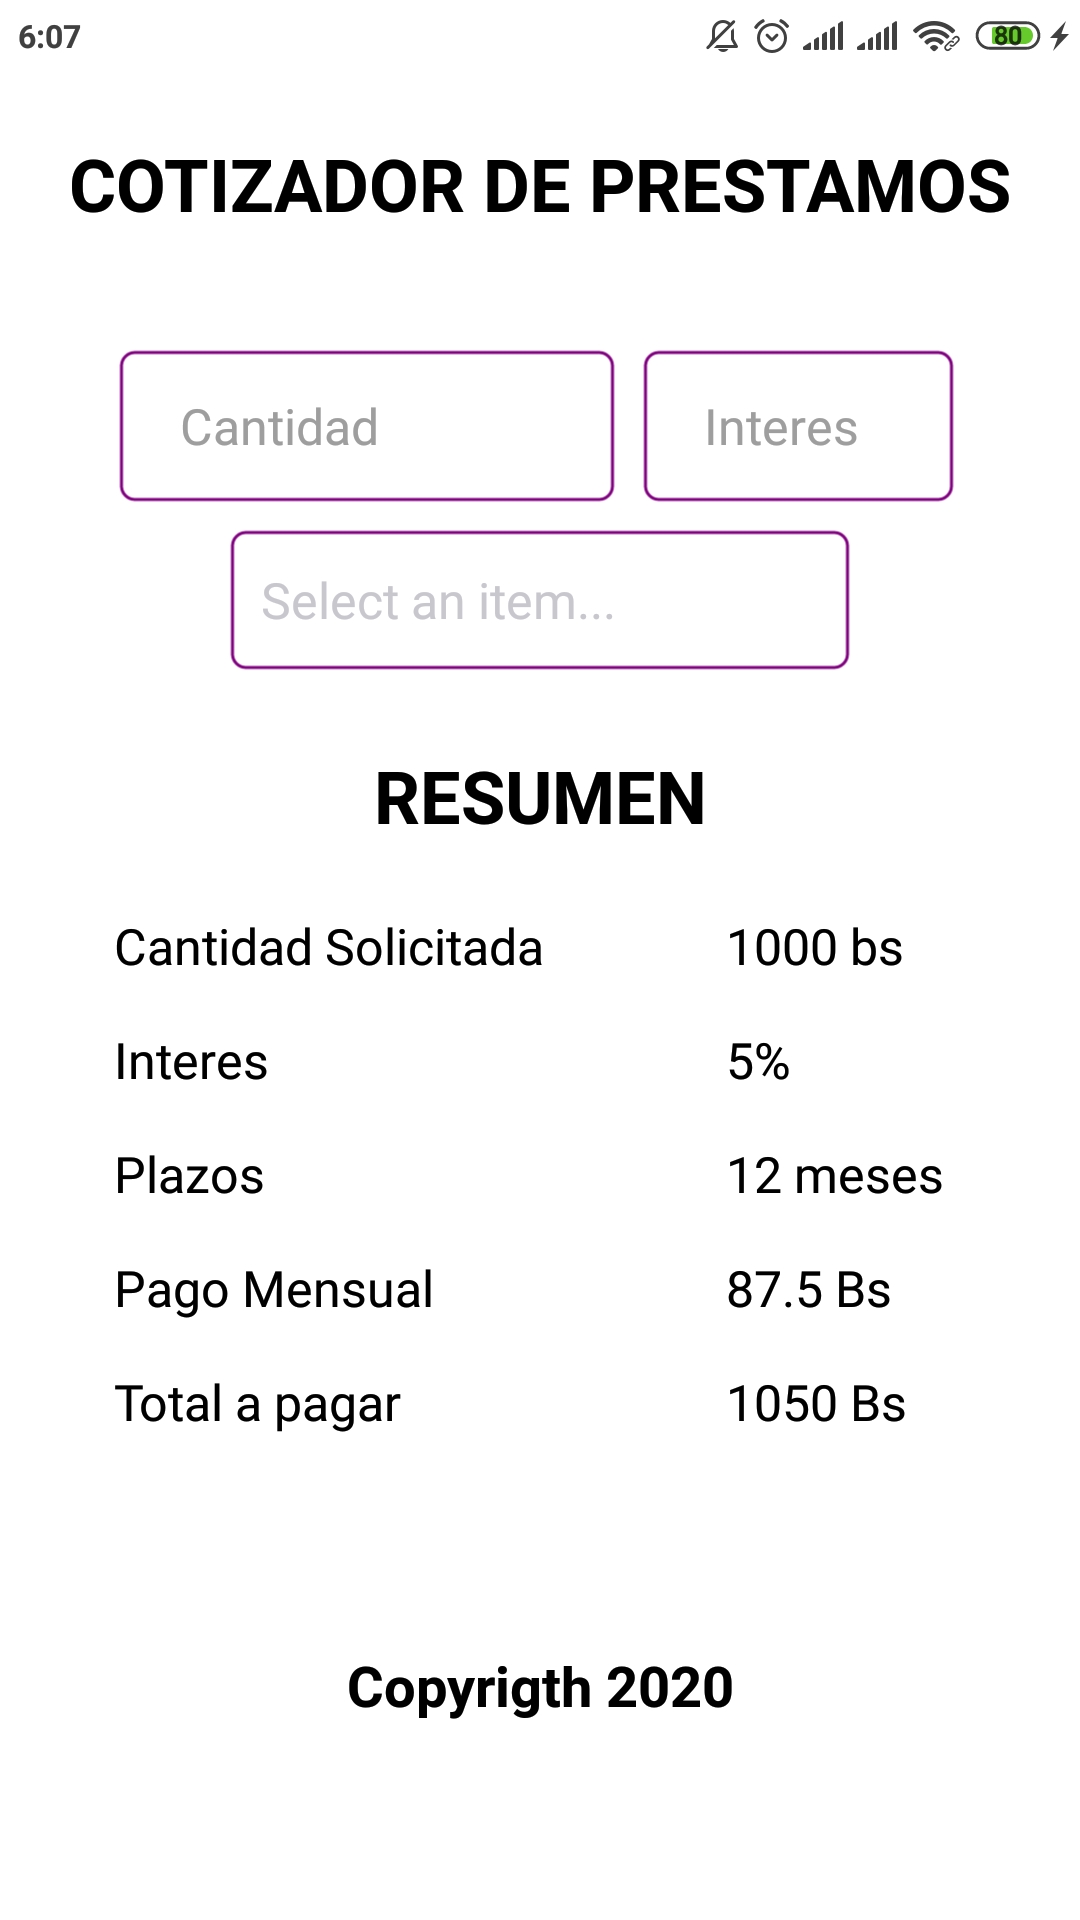 6:07 80
COTIZADOR DE PRESTAMOS
Cantidad Interes
Select an item...
RESUMEN
Cantidad Solicitada 1000 bs
Interes 5%
Plazos 12 meses
Pago Mensual 87.5 Bs
Total a pagar 1050 Bs
Copyrigth 2020